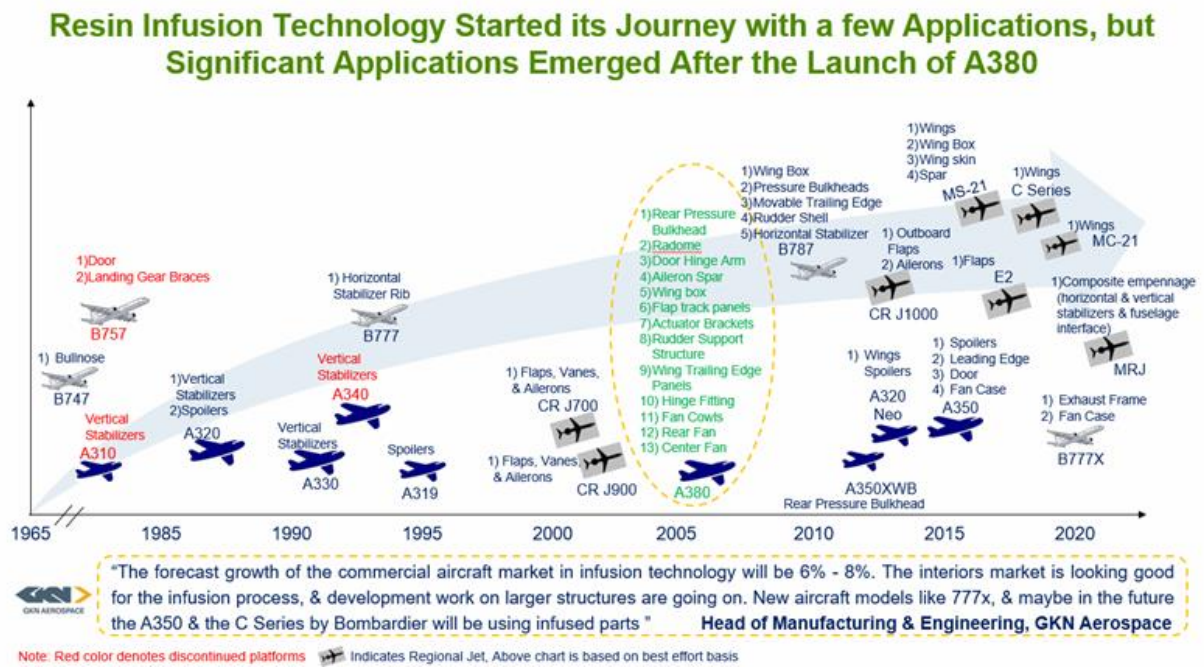 Resin Infusion Technology Started its Journey with a few Applications, but
Significant Applications Emerged After the Launch of A380
1)Door
2)Landing Gear Braces
B757
1) Bullnose
B747
Vertical
Stabilizers
A310
1)Vertical
Stabilizers
2)Spoilers
A320
Vertical
Stabilizers
A330
1) Horizontal
Stabilizer Rib
B777
Vertical
Stabilizers
A340
Spoilers
A319
1) Flaps, Vanes,
& Ailerons
CR J700
1) Flaps, Vanes,
& Ailerons
CR J900
1)Rear Pressure
Bulkhead
2)Radome
3)Door Hinge Arm
4)Aileron Spar
5)Wing box
6)Flap track panels
7)Actuator Brackets
8)Rudder Support
Structure
9)Wing Trailing Edge
Panels
10) Hinge Fitting
11) Fan Cowls
12) Rear Fan
13) Center Fan
A380
1)Wing Box
2)Pressure Bulkheads
3)Movable Trailing Edge
4)Rudder Shell
5)Horizontal Stabilizer
B787
1) Outboard
Flaps
2) Ailerons
CR J1000
1)Wings
2)Wing Box
3)Wing skin
4)Spar
MS-21
1)Wings
C Series
1)Wings
MC-21
1)Flaps
E2
1)Composite empennage
(horizontal & vertical
stabilizers & fuselage
interface)
MRJ
1) Wings
Spoilers
A320
Neo
1) Spoilers
2) Leading Edge
3) Door
4) Fan Case
A350
A350XWB
Rear Pressure Bulkhead
1) Exhaust Frame
2) Fan Case
B777X
1965 1985 1990 1995 2000 2005 2010 2015 2020
GKN AEROSPACE
"The forecast growth of the commercial aircraft market in infusion technology will be 6% - 8%. The interiors market is looking good
for the infusion process, & development work on larger structures are going on. New aircraft models like 777x, & maybe in the future
the A350 & the C Series by Bombardier will be using infused parts " Head of Manufacturing & Engineering, GKN Aerospace
Note: Red color denotes discontinued platforms Indicates Regional Jet, Above chart is based on best effort basis